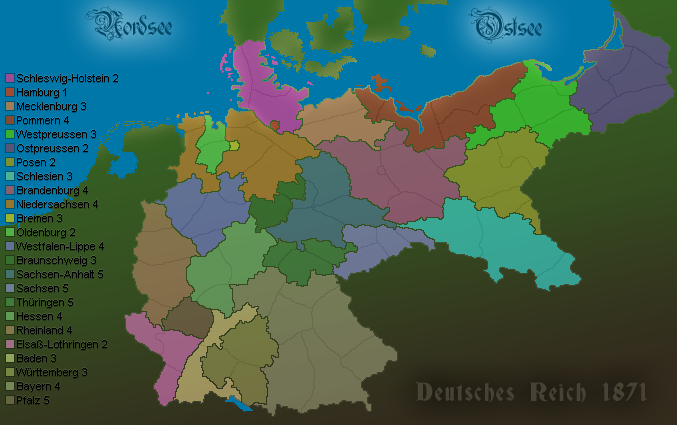 Nordsee
Ostsee
Schleswig-Holstein 2
Hamburg 1
Mecklenburg 3
Pommern 4
Westpreussen 3
Ostpreussen 2
Posen 2
Schlesien 3
Brandenburg 4
Niedersachsen 4
Bremen 3
Oldenburg 2
Westfalen-Lippe 4
Braunschweig 3
Sachsen-Anhalt 5
Sachsen 5
Thüringen 5
Hessen 4
Rheinland 4
Elsaß-Lothringen 2
Baden 3
Württemberg 3
Bayern 4
Pfalz 5
Deutsches Reich 1871